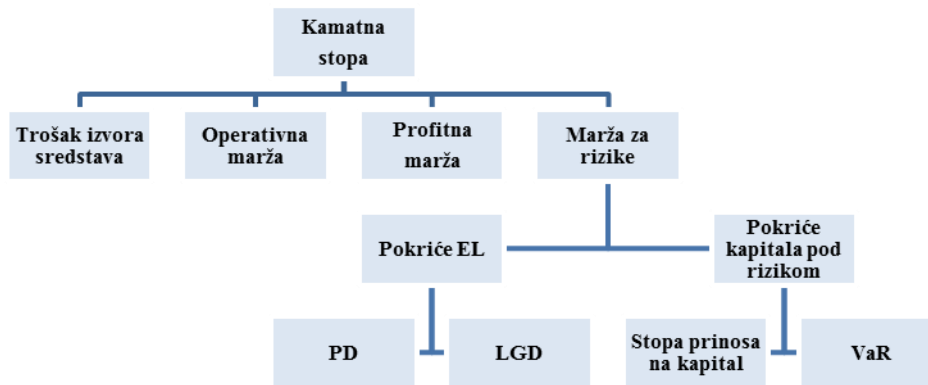 Kamatna
stopa
Trošak izvora
sredstava
Operativna
marža
Profitna
marža
Marža za
rizike
Pokriće EL
Pokriće
kapitala pod
rizikom
PD
LGD
Stopa prinosa
na kapital
VaR